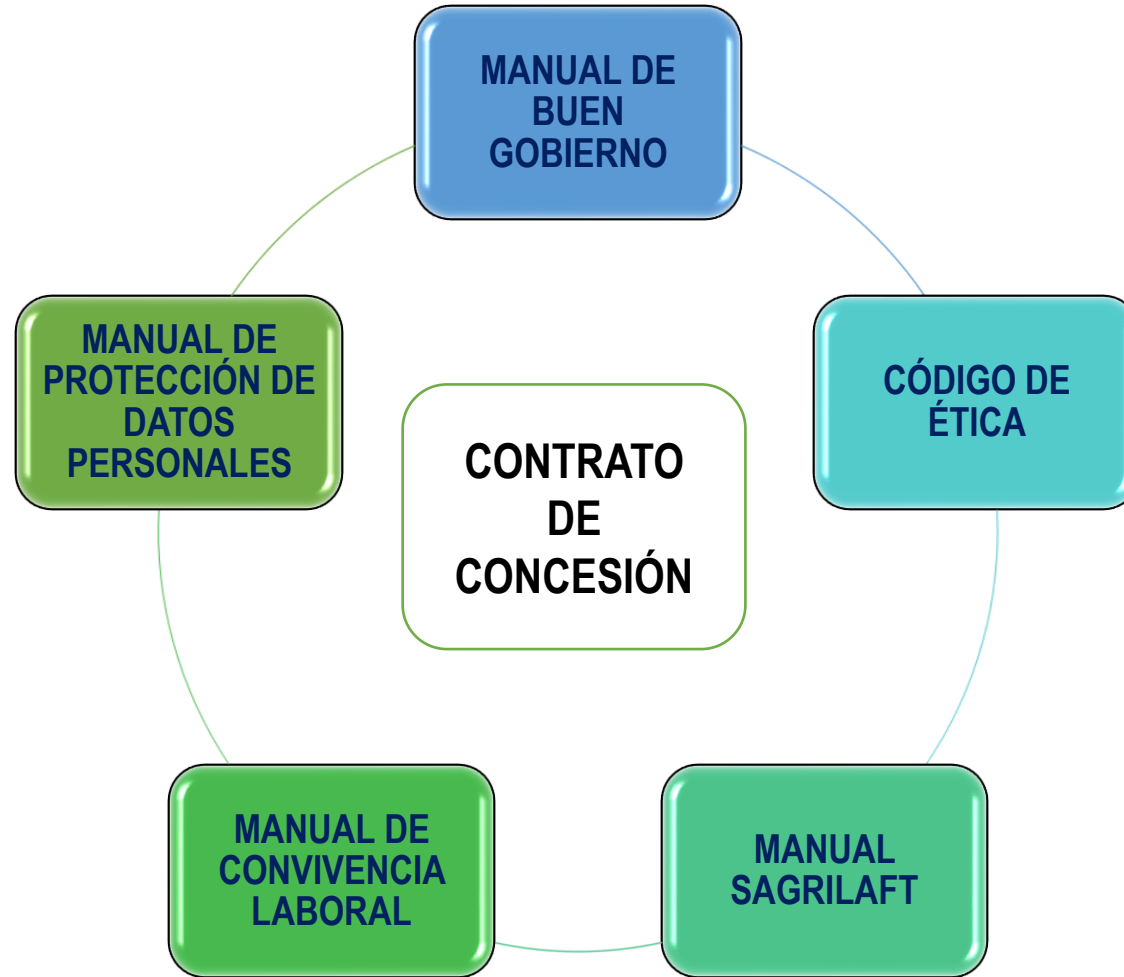 MANUAL DE
BUEN
GOBIERNO
MANUAL DE
PROTECCIÓN DE
DATOS
PERSONALES
CÓDIGO DE
ÉTICA
CONTRATO
DE
CONCESIÓN
MANUAL DE
CONVIVENCIA
LABORAL
MANUAL
SAGRILAFT